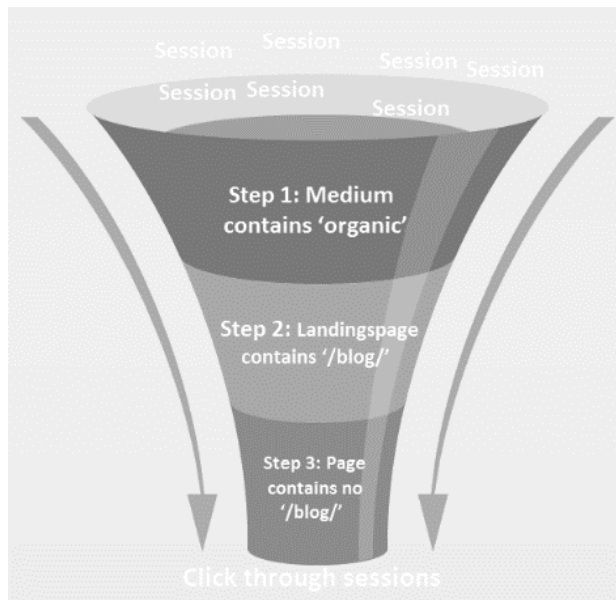 Session
Session
Session
Session
Session
Session
Session
Step 1: Medium
contains 'organic'
Step 2: Landingspage
contains '/blog/'
Step 3: Page
contains no
'/blog/'
Click through sessions